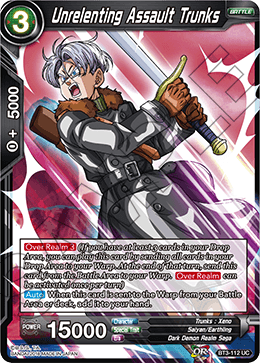 BATTLE
3
Unrelenting Assault Trunks
+ 5000
Over Realm 3 (If you have at least 3 cards in your Drop
Area, you can play this card by sending all cards in your
Drop Area to your Warp. At the end of that turn, send this
card from the Battle Area to your Warp. Over Realm can
be activated once per turn)
Auto When this card is sent to the Warp from your Battle
Area or deck, add it to your hand.
POWER
15000
Character
Trunks : Xeno
Special Trait
Saiyan/Earthling
Era
Dark Demon Realm Saga
BANDAI 2018 MADE IN JAPAN
BT3-112 UC